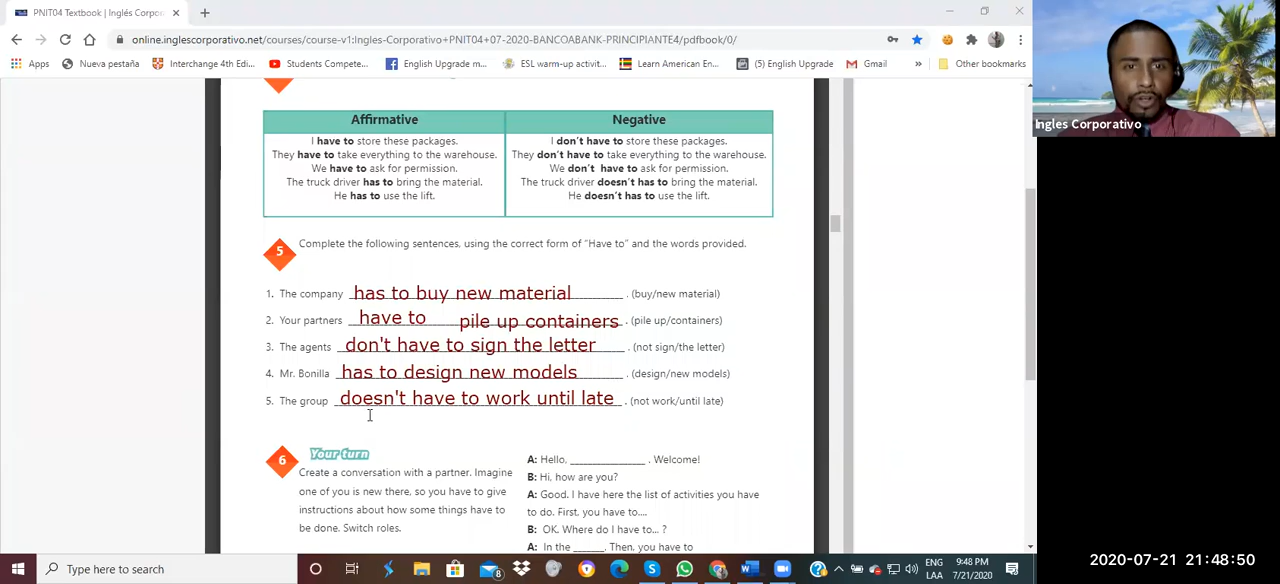 PNIT04 Textbook | Inglés Corpor
online.inglescorporativo.net/courses/course-v1:Ingles-Corporativo+PNIT04+07-2020-BANCOABANK-PRINCIPIANTE4/pdfbook/0/
Apps Nueva pestaña Interchange 4th Edi... Students Compete... English Upgrade m... ESL warm-up activit... Learn American En... (5) English Upgrade Gmail » Other bookmarks
Ingles Corporativo
Affirmative Negative
I have to store these packages. I don't have to store these packages.
They have to take everything to the warehouse. They don't have to take everything to the warehouse.
We have to ask for permission. We don't have to ask for permission.
The truck driver has to bring the material. The truck driver doesn't has to bring the material.
He has to use the lift. He doesn't has to use the lift.
5 Complete the following sentences, using the correct form of "Have to" and the words provided.
1. The company has to buy new material . (buy/new material)
2. Your partners have to pile up containers . (pile up/containers)
3. The agents don't have to sign the letter . (not sign/the letter)
4. Mr. Bonilla has to design new models . (design/new models)
5. The group doesn't have to work until late . (not work/until late)
6 Your turn
Create a conversation with a partner. Imagine
one of you is new there, so you have to give
instructions about how some things have to
be done. Switch roles.
A: Hello, ________________ . Welcome!
B: Hi, how are you?
A: Good. I have here the list of activities you have
to do. First, you have to....
B: OK. Where do I have to... ?
A: In the ______. Then, you have to
Type here to search
8
ENG 9:48 PM
LAA 7/21/2020
2020-07-21 21:48:50